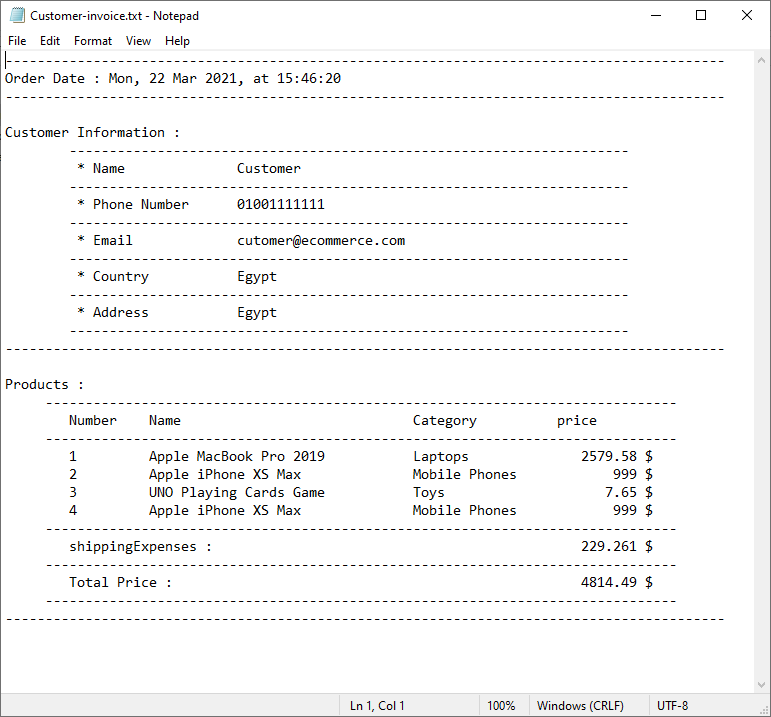 Customer-invoice.txt - Notepad
File Edit Format View Help
------------------------------------------------------------------------------------------
Order Date : Mon, 22 Mar 2021, at 15:46:20
------------------------------------------------------------------------------------------
Customer Information :
----------------------------------------------------------------------
* Name Customer
----------------------------------------------------------------------
* Phone Number 01001111111
----------------------------------------------------------------------
* Email cutomer@ecommerce.com
----------------------------------------------------------------------
* Country Egypt
----------------------------------------------------------------------
* Address Egypt
----------------------------------------------------------------------
------------------------------------------------------------------------------------------
Products :
-------------------------------------------------------------------------------
Number Name Category price
-------------------------------------------------------------------------------
1 Apple MacBook Pro 2019 Laptops 2579.58 $
2 Apple iPhone XS Max Mobile Phones 999 $
3 UNO Playing Cards Game Toys 7.65 $
4 Apple iPhone XS Max Mobile Phones 999 $
-------------------------------------------------------------------------------
shippingExpenses : 229.261 $
-------------------------------------------------------------------------------
Total Price : 4814.49 $
-------------------------------------------------------------------------------
------------------------------------------------------------------------------------------
Ln 1, Col 1 100% Windows (CRLF) UTF-8